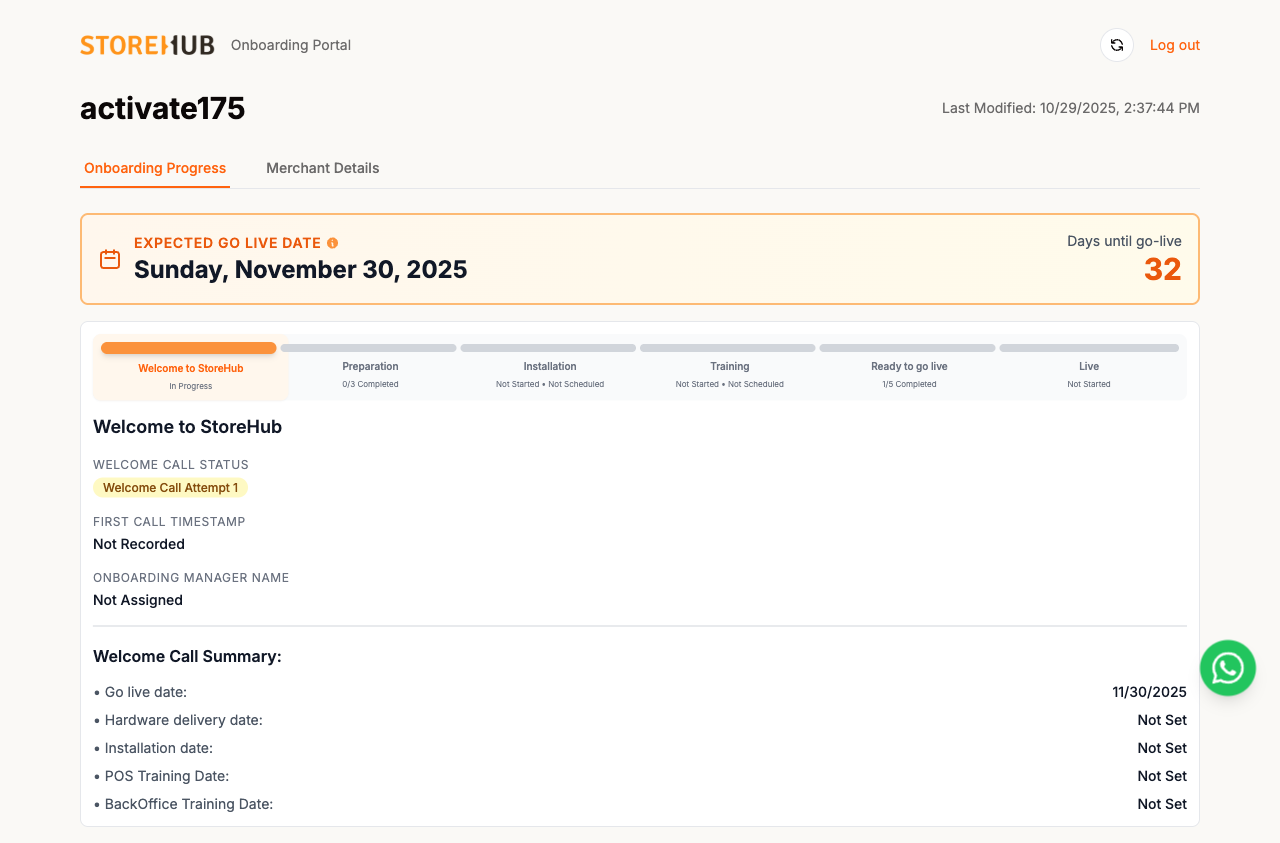 STOREHUB Onboarding Portal Log out
activate175 Last Modified: 10/29/2025, 2:37:44 PM
Onboarding Progress Merchant Details
EXPECTED GO LIVE DATE Days until go-live
Sunday, November 30, 2025 32
Welcome to StoreHub Preparation Installation Training Ready to go live Live
In Progress 0/3 Completed Not Started • Not Scheduled Not Started • Not Scheduled 1/5 Completed Not Started
Welcome to StoreHub
WELCOME CALL STATUS
Welcome Call Attempt 1
FIRST CALL TIMESTAMP
Not Recorded
ONBOARDING MANAGER NAME
Not Assigned
Welcome Call Summary:
• Go live date: 11/30/2025
• Hardware delivery date: Not Set
• Installation date: Not Set
• POS Training Date: Not Set
• BackOffice Training Date: Not Set